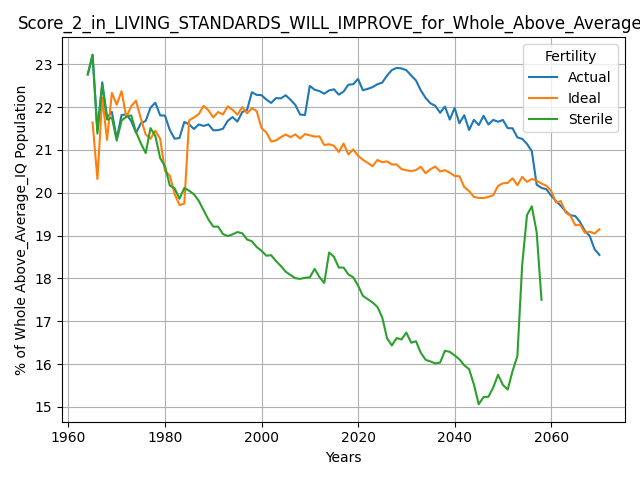 Score_2_in_LIVING_STANDARDS_WILL_IMPROVE_for_Whole_Above_Average
Fertility
Actual
Ideal
Sterile
23
22
21
20
19
18
17
16
15
% of Whole Above_Average_IQ Population
1960
1980
2000
2020
2040
2060
Years